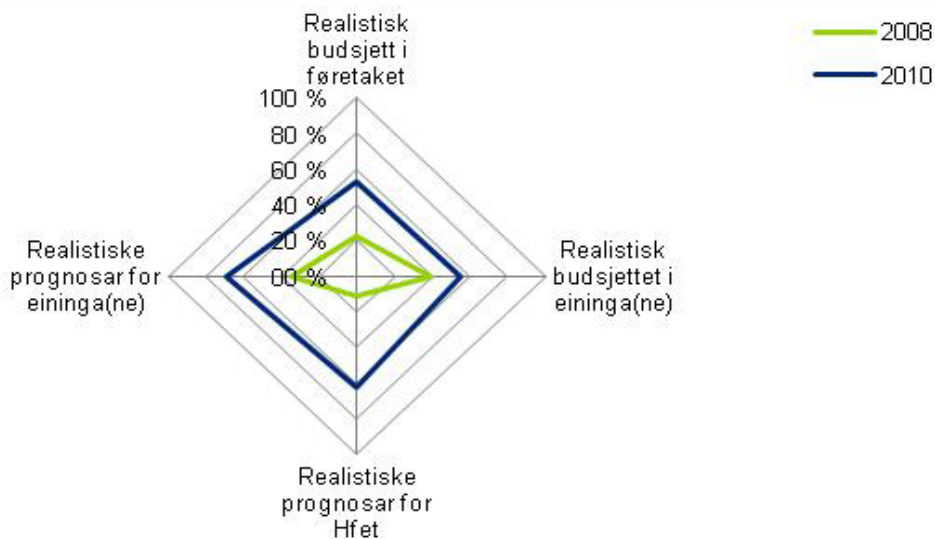 Realistisk
budsjett i
føretaket
2008
2010
100 %
80 %
60 %
40 %
20 %
00 %
Realistiske
prognosar for
eininga(ne)
Realistisk
budsjettet i
eininga(ne)
Realistiske
prognosar for
Hfet